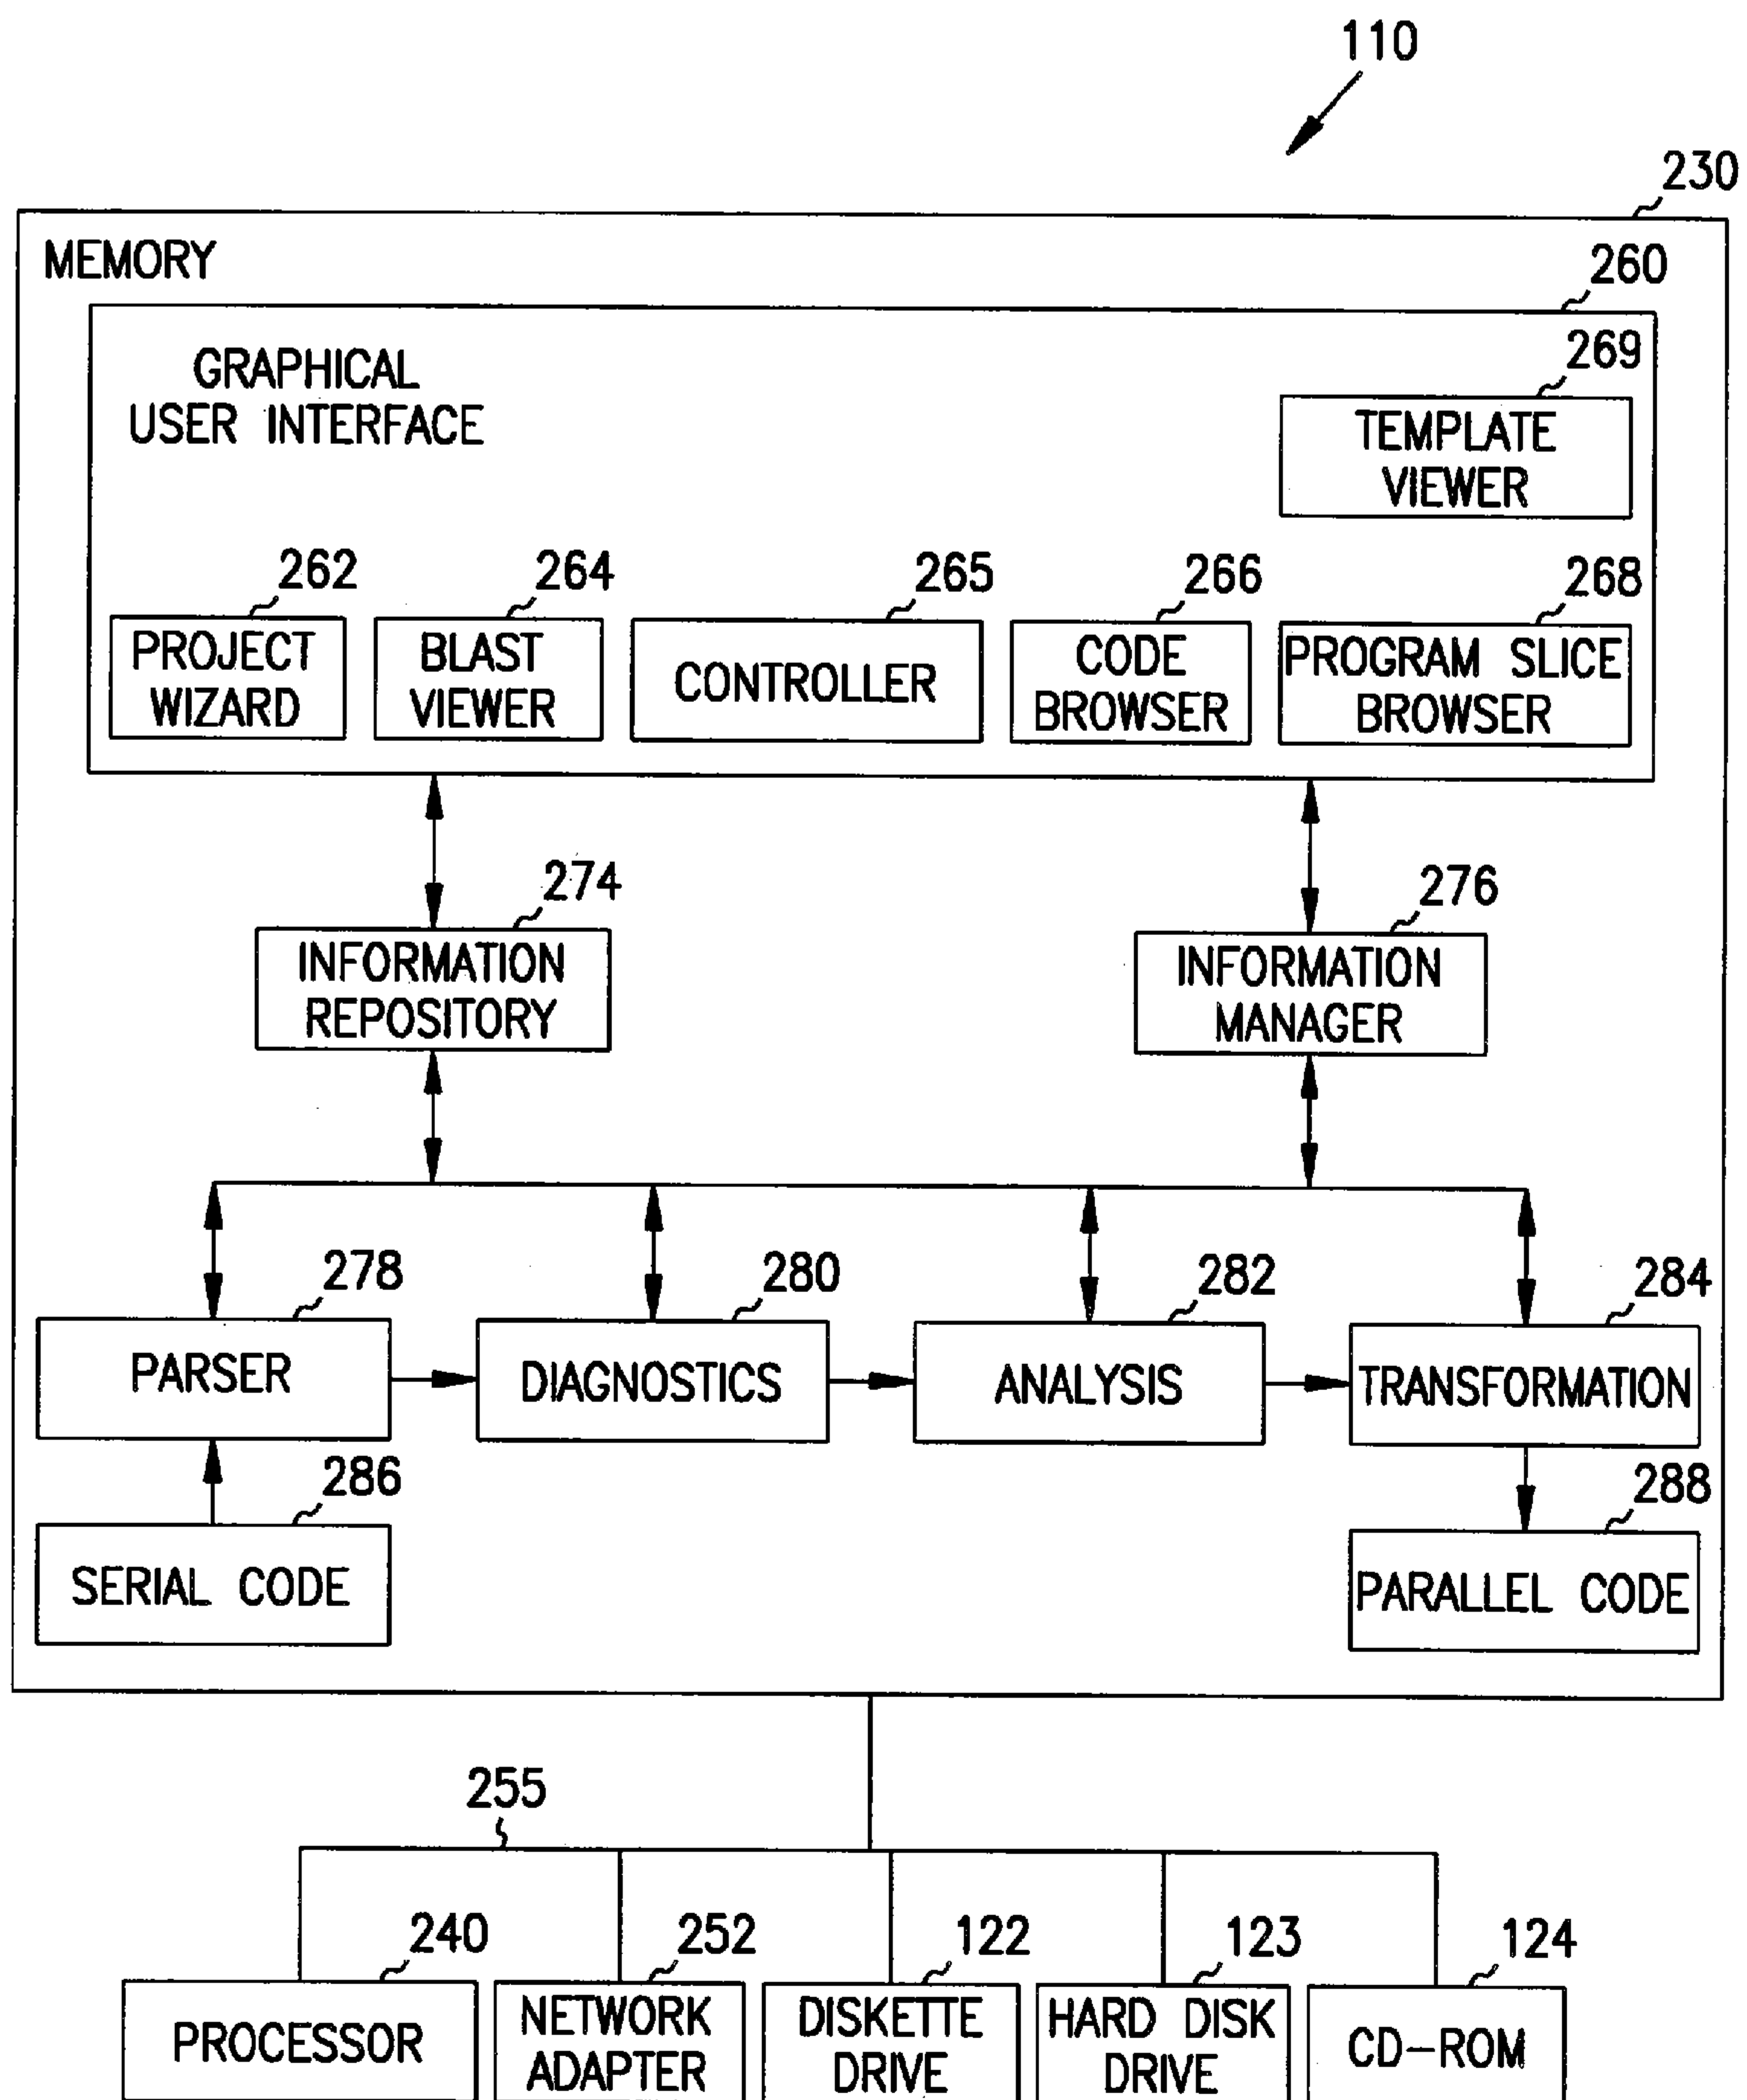 110
230
MEMORY
260
GRAPHICAL
USER INTERFACE
269
TEMPLATE
VIEWER
262
264
265
266
268
PROJECT
WIZARD
BLAST
VIEWER
CONTROLLER
CODE
BROWSER
PROGRAM SLICE
BROWSER
274
276
INFORMATION
REPOSITORY
INFORMATION
MANAGER
278
280
282
284
PARSER
DIAGNOSTICS
ANALYSIS
TRANSFORMATION
286
288
SERIAL CODE
PARALLEL CODE
255
240
252
122
123
124
PROCESSOR
NETWORK
ADAPTER
DISKETTE
DRIVE
HARD DISK
DRIVE
CD-ROM